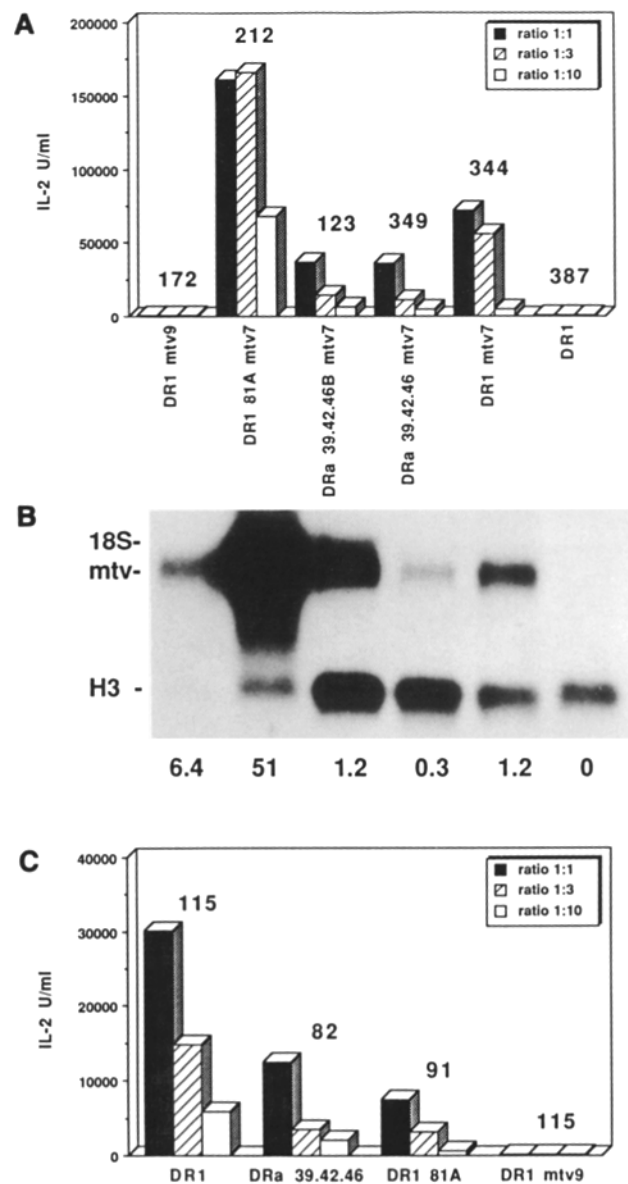 A
IL-2 U/ml
200000
150000
100000
50000
0
ratio 1:1
ratio 1:3
ratio 1:10
172
212
123
349
344
387
DR1 mtv9
DR1 81A mtv7
DRa 39.42.46B mtv7
DRa 39.42.46 mtv7
DR1 mtv7
DR1
B
18S-
mtv-
H3 -
6.4 51 1.2 0.3 1.2 0
C
IL-2 U/ml
40000
30000
20000
10000
0
ratio 1:1
ratio 1:3
ratio 1:10
115
82
91
115
DR1 DRa 39.42.46 DR1 81A DR1 mtv9